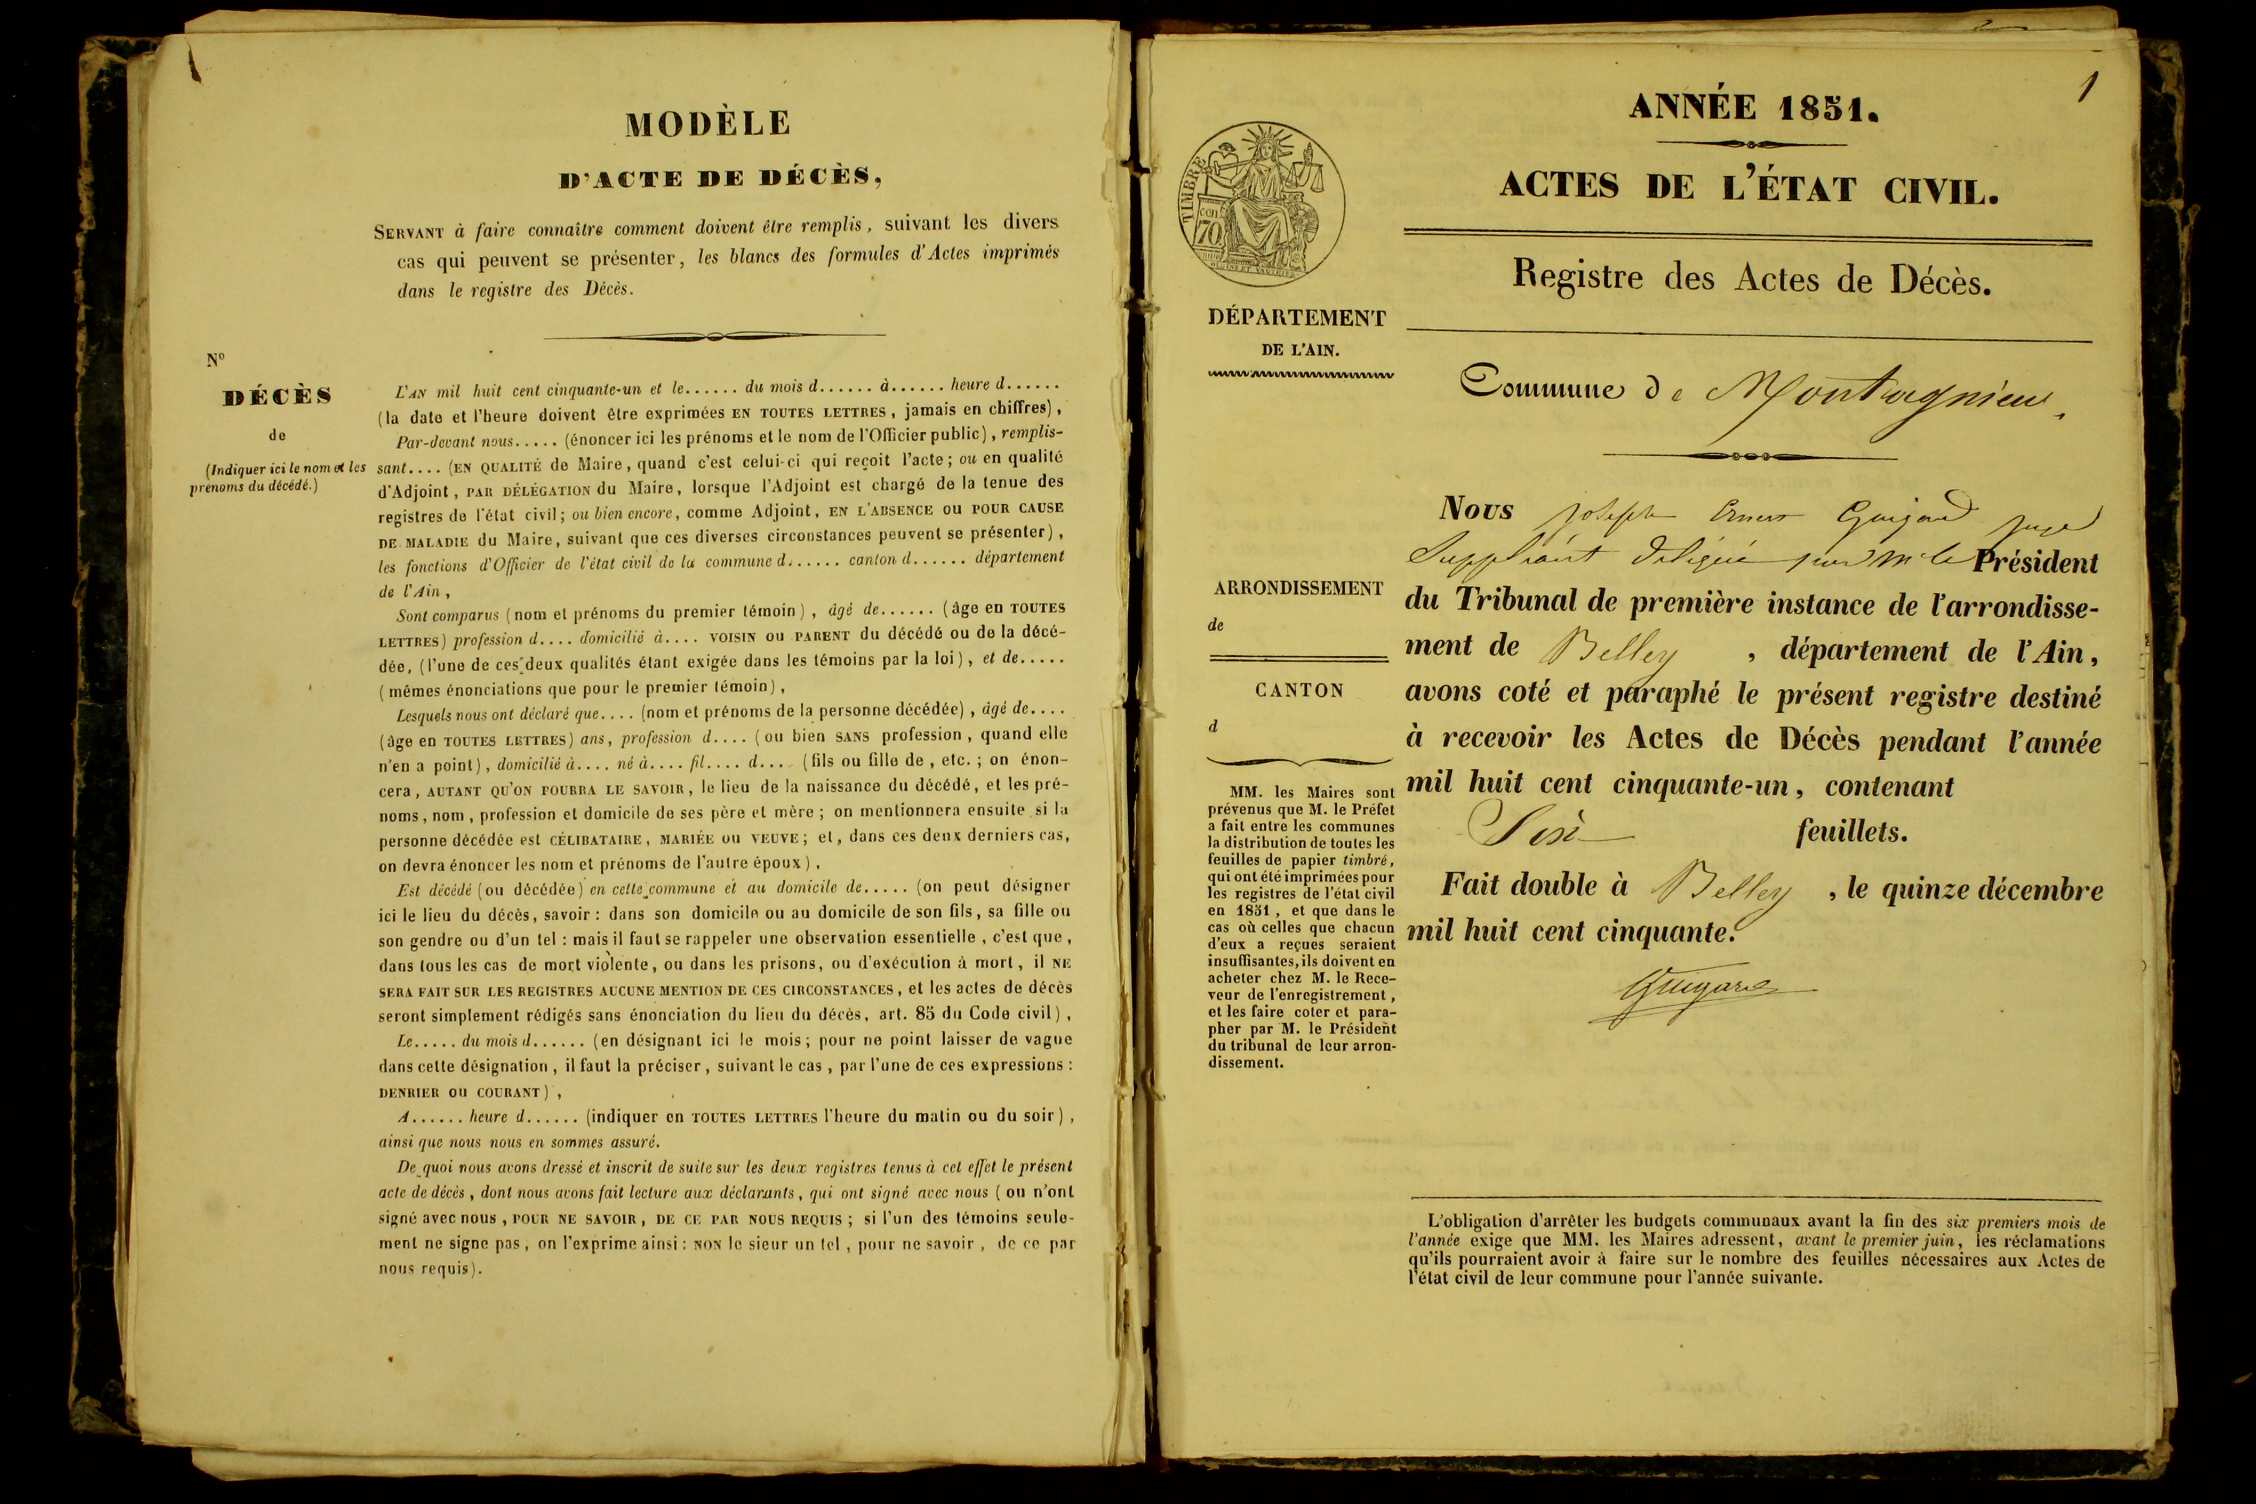 MODÈLE
D'ACTE DE DÉCÈS,
SERVANT à faire connaître comment doivent être remplis, suivant les divers
cas qui peuvent se présenter, les blancs des formules d'Actes imprimés
dans le registre des Décès.
N°
DÉCÈS
de
(Indiquer ici le nom et les
prénoms du décédé.)
L'AN mil huit cent cinquante-un et le...... du mois d...... à...... heure d......
(la date et l'heure doivent être exprimées EN TOUTES LETTRES, jamais en chiffres),
Par-devant nous..... (énoncer ici les prénoms et le nom de l'Officier public), remplis-
sant.... (EN QUALITÉ de Maire, quand c'est celui-ci qui reçoit l'acte; ou en qualité
d'Adjoint, PAR DÉLÉGATION du Maire, lorsque l'Adjoint est chargé de la tenue des
registres de l'état civil; ou bien encore, comme Adjoint, EN L'ABSENCE OU POUR CAUSE
DE MALADIE du Maire, suivant que ces diverses circonstances peuvent se présenter),
les fonctions d'Officier de l'état civil de la commune d...... canton d...... département
de l'Ain,
Sont comparus (nom et prénoms du premier témoin), âgé de...... (âge en TOUTES
LETTRES) profession d.... domicilié à.... VOISIN OU PARENT du décédé ou de la décé-
dée, (l'une de ces deux qualités étant exigée dans les témoins par la loi), et de.....
(mêmes énonciations que pour le premier témoin),
Lesquels nous ont déclaré que.... (nom et prénoms de la personne décédée), âgé de....
(âge en TOUTES LETTRES) ans, profession d.... (ou bien SANS profession, quand elle
n'en a point), domicilié à.... né à.... fil.... d.... (fils ou fille de, etc.; on énon-
cera, AUTANT QU'ON POURRA LE SAVOIR, le lieu de la naissance du décédé, et les pré-
noms, nom, profession et domicile de ses père et mère; on mentionnera ensuite si la
personne décédée est CÉLIBATAIRE, MARIÉE OU VEUVE; et, dans ces deux derniers cas,
on devra énoncer les nom et prénoms de l'autre époux),
Est décédé (ou décédée) en cette commune et au domicile de..... (on peut désigner
ici le lieu du décès, savoir: dans son domicile ou au domicile de son fils, sa fille ou
son gendre ou d'un tel: mais il faut se rappeler une observation essentielle, c'est que,
dans tous les cas de mort violente, ou dans les prisons, ou d'exécution à mort, il NE
SERA FAIT SUR LES REGISTRES AUCUNE MENTION DE CES CIRCONSTANCES, et les actes de décès
seront simplement rédigés sans énonciation du lieu du décès, art. 85 du Code civil),
Le..... du mois d...... (en désignant ici le mois; pour ne point laisser de vague
dans cette désignation, il faut la préciser, suivant le cas, par l'une de ces expressions:
DENRIER OU COURANT),
A...... heure d...... (indiquer en TOUTES LETTRES l'heure du matin ou du soir),
ainsi que nous nous en sommes assuré.
De quoi nous avons dressé et inscrit de suite sur les deux registres tenus à cet effet le présent
acte de décès, dont nous avons fait lecture aux déclarants, qui ont signé avec nous (ou n'ont
signé avec nous, POUR NE SAVOIR, DE CE PAR NOUS REQUIS; si l'un des témoins seule-
ment ne signe pas, on l'exprime ainsi: NON le sieur un tel, pour ne savoir, de ce par
nous requis).
1
ANNÉE 1851.
ACTES DE L'ÉTAT CIVIL.
Registre des Actes de Décès.
TIMBRE
70
DÉPARTEMENT
DE L'AIN.
Commune de Montagnieu.
Nous Joseph Ernest Guigard juge
Suppléant délégué par Mr le Président
du Tribunal de première instance de l'arrondisse-
ment de Belley, département de l'Ain,
avons coté et paraphé le présent registre destiné
à recevoir les Actes de Décès pendant l'année
mil huit cent cinquante-un, contenant
Six feuillets.
Fait double à Belley, le quinze décembre
mil huit cent cinquante.
Guigard
ARRONDISSEMENT
de
CANTON
d
MM. les Maires sont
prévenus que M. le Préfet
a fait entre les communes
la distribution de toutes les
feuilles de papier timbré,
qui ont été imprimées pour
les registres de l'état civil
en 1851, et que dans le
cas où celles que chacun
d'eux a reçues seraient
insuffisantes, ils doivent en
acheter chez M. le Rece-
veur de l'enregistrement,
et les faire coter et para-
pher par M. le Président
du tribunal de leur arron-
dissement.
L'obligation d'arrêter les budgets communaux avant la fin des six premiers mois de
l'année exige que MM. les Maires adressent, avant le premier juin, les réclamations
qu'ils pourraient avoir à faire sur le nombre des feuilles nécessaires aux Actes de
l'état civil de leur commune pour l'année suivante.